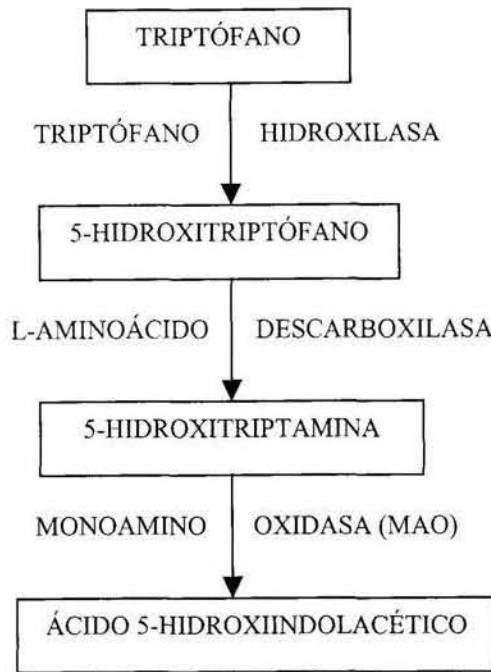 TRIPTÓFANO
TRIPTÓFANO HIDROXILASA
5-HIDROXITRIPTÓFANO
L-AMINOÁCIDO DESCARBOXILASA
5-HIDROXITRIPTAMINA
MONOAMINO OXIDASA (MAO)
ÁCIDO 5-HIDROXIINDOLACÉTICO